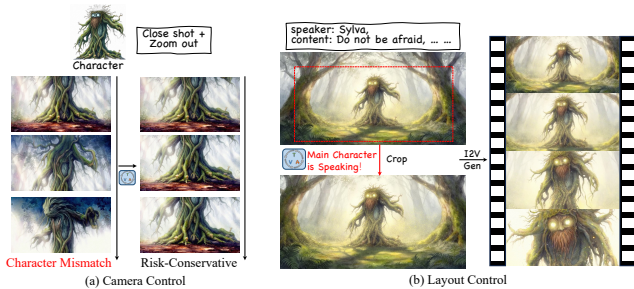 Close shot +
Zoom out
Character
Character Mismatch
Risk-Conservative
(a) Camera Control
speaker: Sylva,
content: Do not be afraid, ... ...
Main Character
is Speaking!
Crop
I2V
Gen
(b) Layout Control